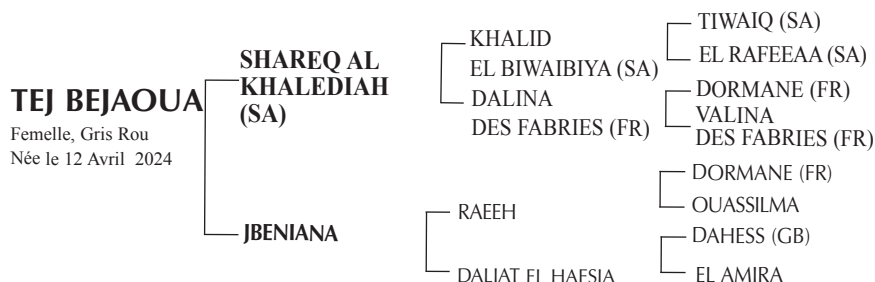 TEJ BEJAOUA
Femelle, Gris Rou
Née le 12 Avril 2024
SHAREQ AL
KHALEDIAH
(SA)
JBENIANA
KHALID
EL BIWAIBIYA (SA)
DALINA
DES FABRIES (FR)
RAEEH
DALIAT EL HAFSIA
TIWAIQ (SA)
EL RAFEEAA (SA)
DORMANE (FR)
VALINA
DES FABRIES (FR)
DORMANE (FR)
OUASSILMA
DAHESS (GB)
EL AMIRA